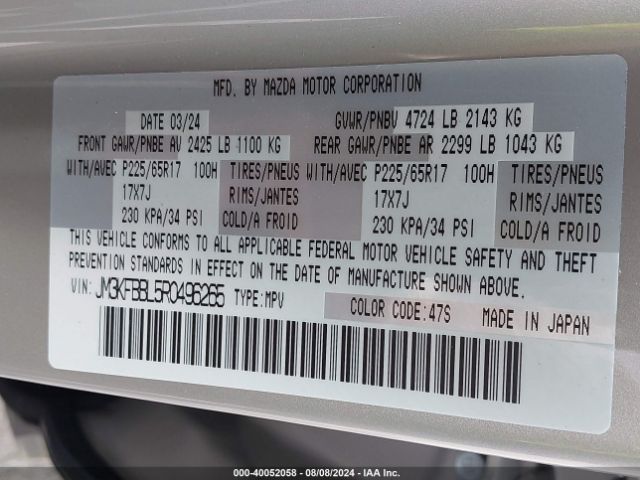 MFD. BY MAZDA MOTOR CORPORATION
DATE 03/24 GVWR/PNBV 4724 LB 2143 KG
FRONT GAWR/PNBE AV 2425 LB 1100 KG REAR GAWR/PNBE AR 2299 LB 1043 KG
WITH/AVEC P225/65R17 100H TIRES/PNEUS WITH/AVEC P225/65R17 100H TIRES/PNEUS
17X7J RIMS/JANTES 17X7J RIMS/JANTES
230 KPA/34 PSI COLD/A FROID 230 KPA/34 PSI COLD/A FROID
THIS VEHICLE CONFORMS TO ALL APPLICABLE FEDERAL MOTOR VEHICLE SAFETY AND THEFT
PREVENTION STANDARDS IN EFFECT ON THE DATE OF MANUFACTURE SHOWN ABOVE.
VIN: JM3KFBBL5R0496265 TYPE:MPV
COLOR CODE:47S MADE IN JAPAN
000-40052058 - 08/08/2024 - IAA Inc.